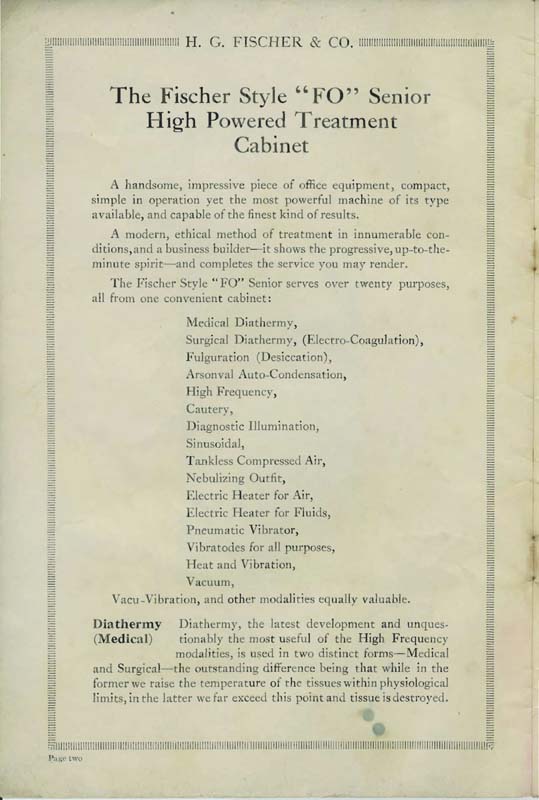 H. G. FISCHER & CO.
The Fischer Style "FO" Senior
High Powered Treatment
Cabinet
A handsome, impressive piece of office equipment, compact,
simple in operation yet the most powerful machine of its type
available, and capable of the finest kind of results.
A modern, ethical method of treatment in innumerable con-
ditions, and a business builder—it shows the progressive, up-to-the-
minute spirit—and completes the service you may render.
The Fischer Style "FO" Senior serves over twenty purposes,
all from one convenient cabinet:
Medical Diathermy,
Surgical Diathermy, (Electro-Coagulation),
Fulguration (Desiccation),
Arsonval Auto-Condensation,
High Frequency,
Cautery,
Diagnostic Illumination,
Sinusoidal,
Tankless Compressed Air,
Nebulizing Outfit,
Electric Heater for Air,
Electric Heater for Fluids,
Pneumatic Vibrator,
Vibratodes for all purposes,
Heat and Vibration,
Vacuum,
Vacu-Vibration, and other modalities equally valuable.
Diathermy Diathermy, the latest development and unques-
(Medical) tionably the most useful of the High Frequency
modalities, is used in two distinct forms—Medical
and Surgical—the outstanding difference being that while in the
former we raise the temperature of the tissues within physiological
limits, in the latter we far exceed this point and tissue is destroyed.
Page two